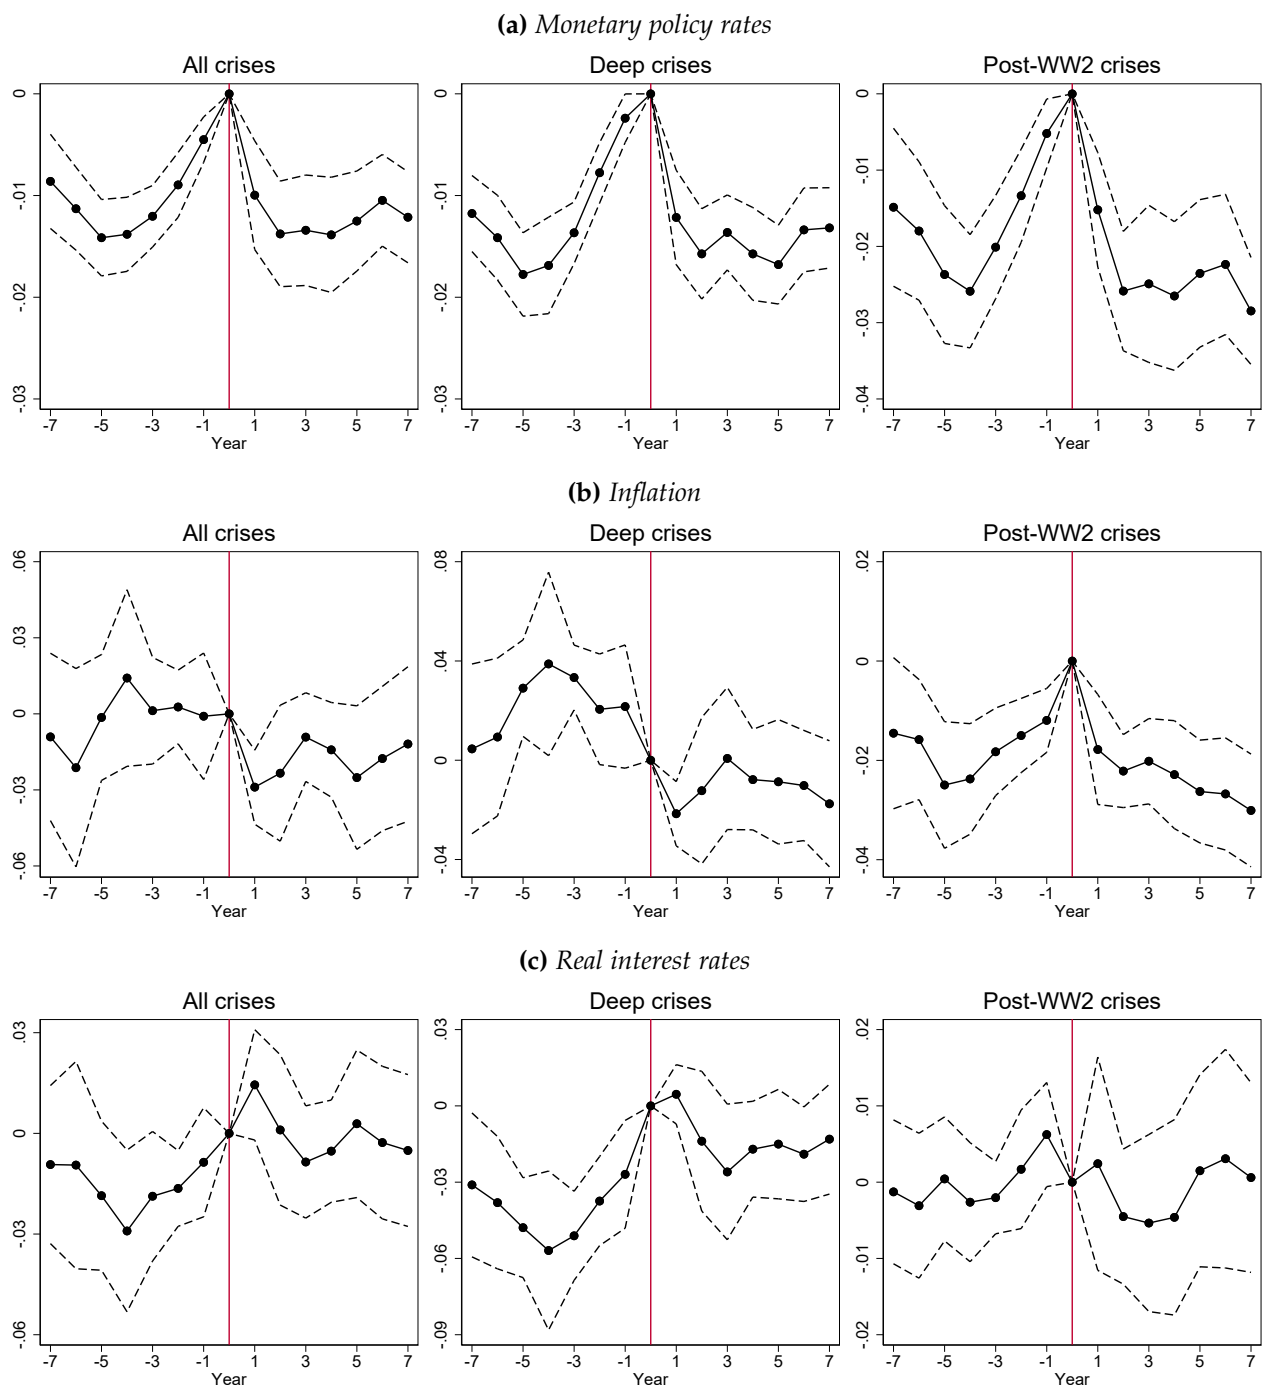 (a) Monetary policy rates
All crises
Deep crises
Post-WW2 crises
0
-.01
-.02
-.03
0
-.01
-.02
-.03
0
-.01
-.02
-.03
-.04
-7 -5 -3 -1 1 3 5 7
-7 -5 -3 -1 1 3 5 7
-7 -5 -3 -1 1 3 5 7
Year
Year
Year
(b) Inflation
All crises
Deep crises
Post-WW2 crises
.06
.03
0
-.03
-.06
.08
.04
0
-.04
.02
0
-.02
-.04
-7 -5 -3 -1 1 3 5 7
-7 -5 -3 -1 1 3 5 7
-7 -5 -3 -1 1 3 5 7
Year
Year
Year
(c) Real interest rates
All crises
Deep crises
Post-WW2 crises
.03
0
-.03
-.06
.03
0
-.03
-.06
-.09
.02
.01
0
-.01
-.02
-7 -5 -3 -1 1 3 5 7
-7 -5 -3 -1 1 3 5 7
-7 -5 -3 -1 1 3 5 7
Year
Year
Year